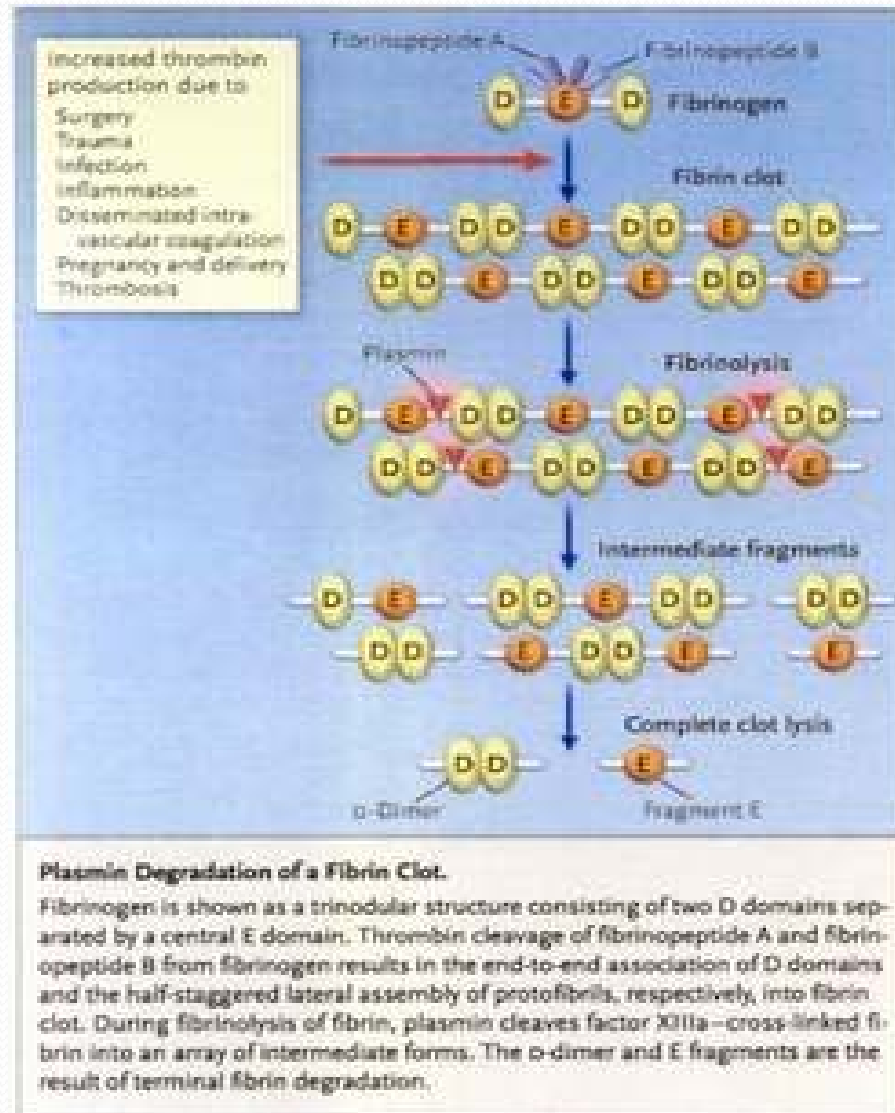 Increased thrombin
production due to
Surgery
Trauma
Infection
Inflammation
Disseminated intra-
vascular coagulation
Pregnancy and delivery
Thrombosis
Fibrinopeptide A
Fibrinopeptide B
D E D Fibrinogen
Fibrin clot
D E D D E D D E D D
D D E D D E D D E
Plasmin
Fibrinolysis
D E D D E D D E D D
D D E D D E D D E
Intermediate fragments
D E D D E D D D D
D D E D D E E
Complete clot lysis
D D E
D-Dimer
Fragment E
Plasmin Degradation of a Fibrin Clot.
Fibrinogen is shown as a trinodular structure consisting of two D domains sep-
arated by a central E domain. Thrombin cleavage of fibrinopeptide A and fibrin-
opeptide B from fibrinogen results in the end-to-end association of D domains
and the half-staggered lateral assembly of protofibrils, respectively, into fibrin
clot. During fibrinolysis of fibrin, plasmin cleaves factor XIIIa–cross-linked fi-
brin into an array of intermediate forms. The D-dimer and E fragments are the
result of terminal fibrin degradation.